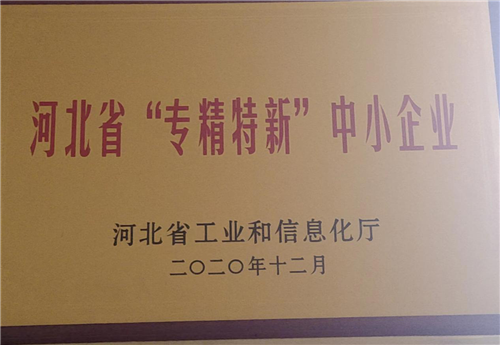 河北省“专精特新”中小企业
河北省工业和信息化厅
二〇二〇年十二月